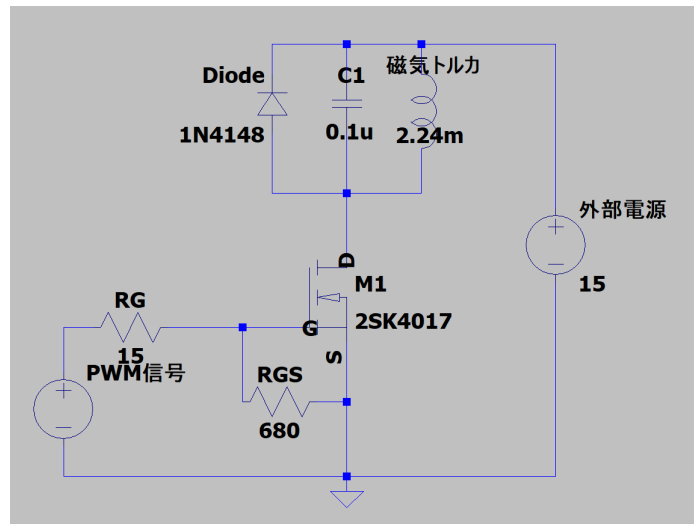 磁気トルカ
Diode
C1
1N4148
0.1u
2.24m
外部電源
D
M1
15
RG
2SK4017
G
15
S
PWM信号
RGS
680